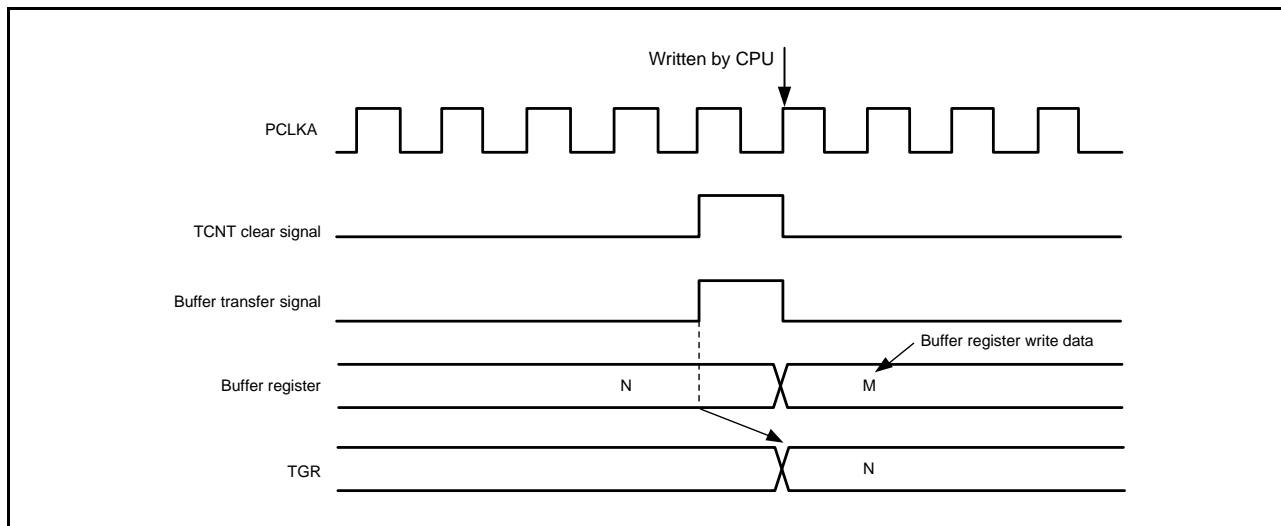 Written by CPU
PCLKA
TCNT clear signal
Buffer transfer signal
Buffer register write data
Buffer register
N
M
TGR
N